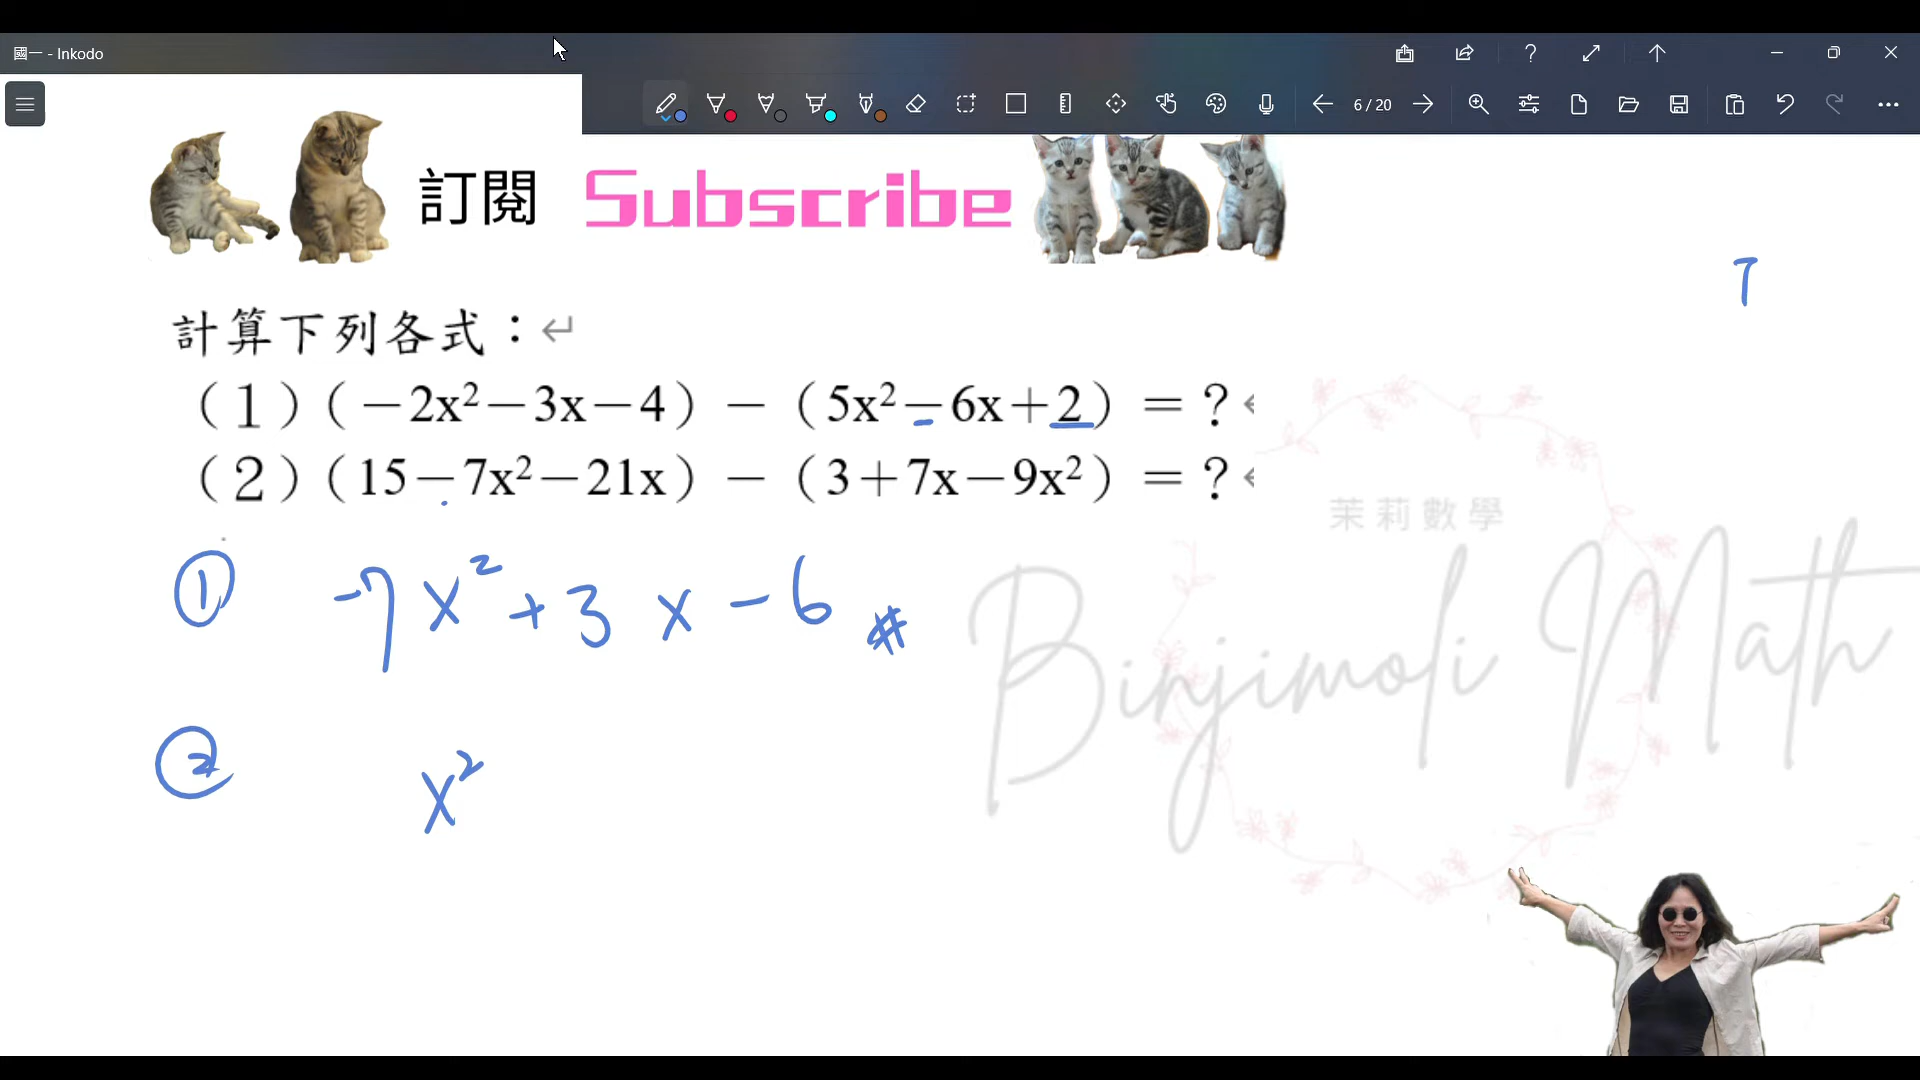 國一 - Inkodo
6 / 20
訂閱 Subscribe
7
計算下列各式：↵
（1）（－2x²－3x－4）－（5x²－6x＋2）＝？
（2）（15－7x²－21x）－（3＋7x－9x²）＝？
茉莉數學
Binjimoli Math
① -7x² + 3x - 6 #
② x²